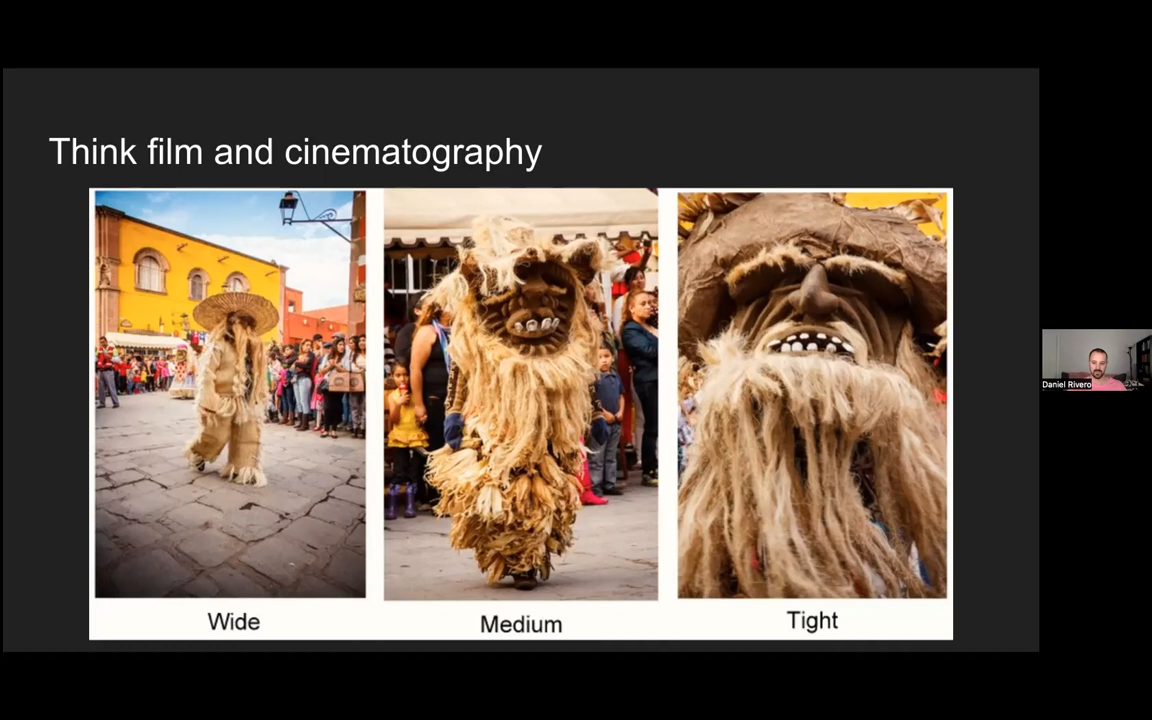 Think film and cinematography
Wide
Medium
Tight
Daniel Rivero